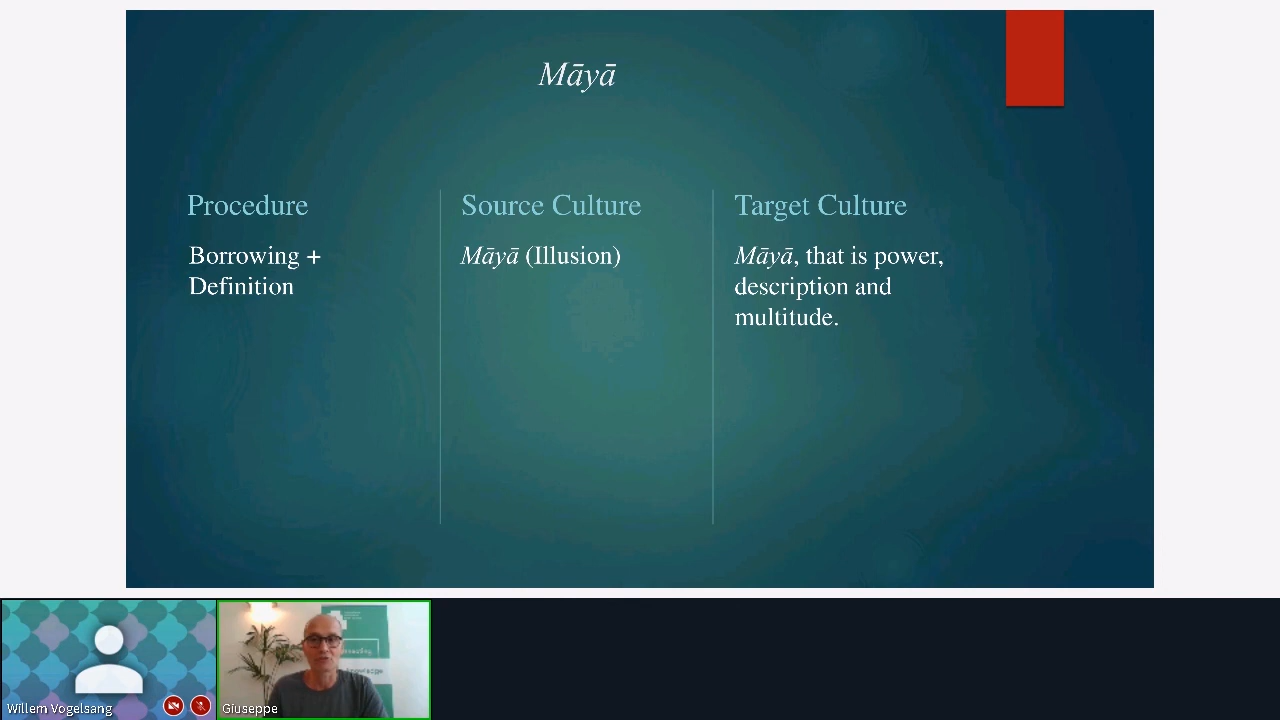 Māyā
Procedure
Borrowing +
Definition
Source Culture
Māyā (Illusion)
Target Culture
Māyā, that is power,
description and
multitude.
Willem Vogelsang
Giuseppe